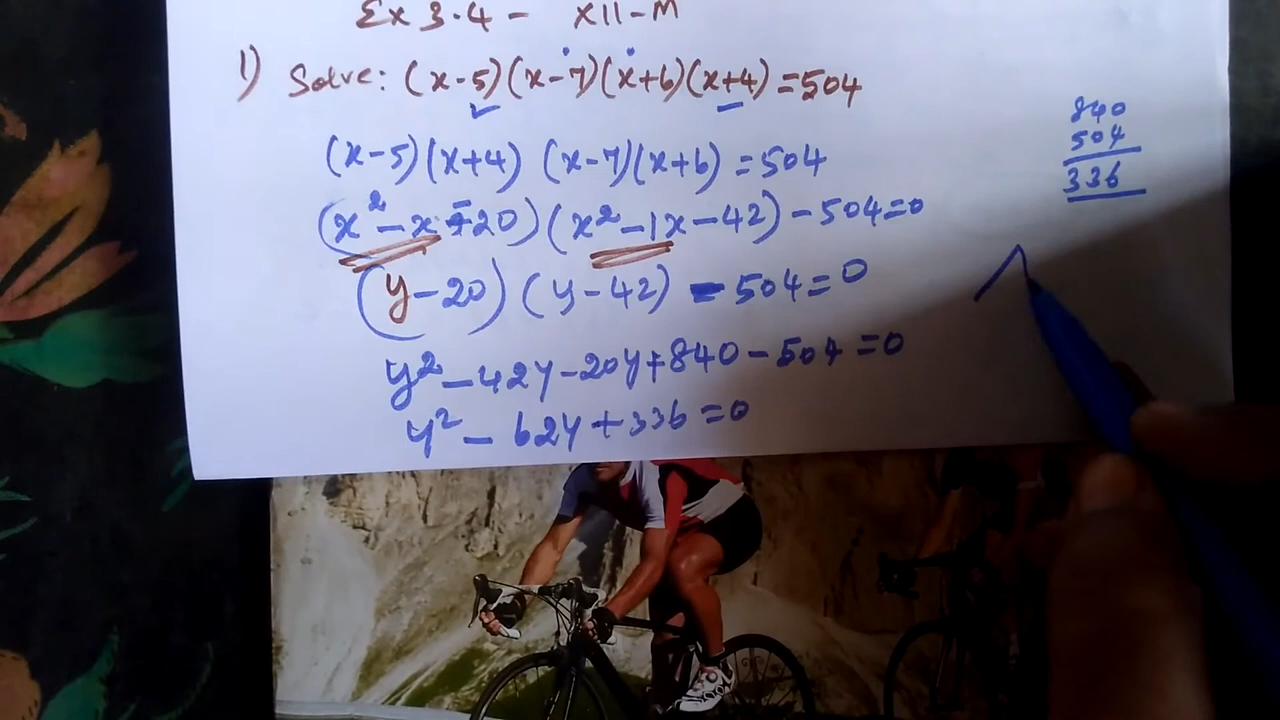 Ex 3.4 - XII-M
1) Solve: (x-5)(x-7)(x+6)(x+4)=504
(x-5)(x+4) (x-7)(x+6) =504
(x²-x-20)(x²-1x-42)-504=0
(y-20)(y-42) -504=0
y²-42y-20y+840-504=0
y²-62y+336=0
840
504
336